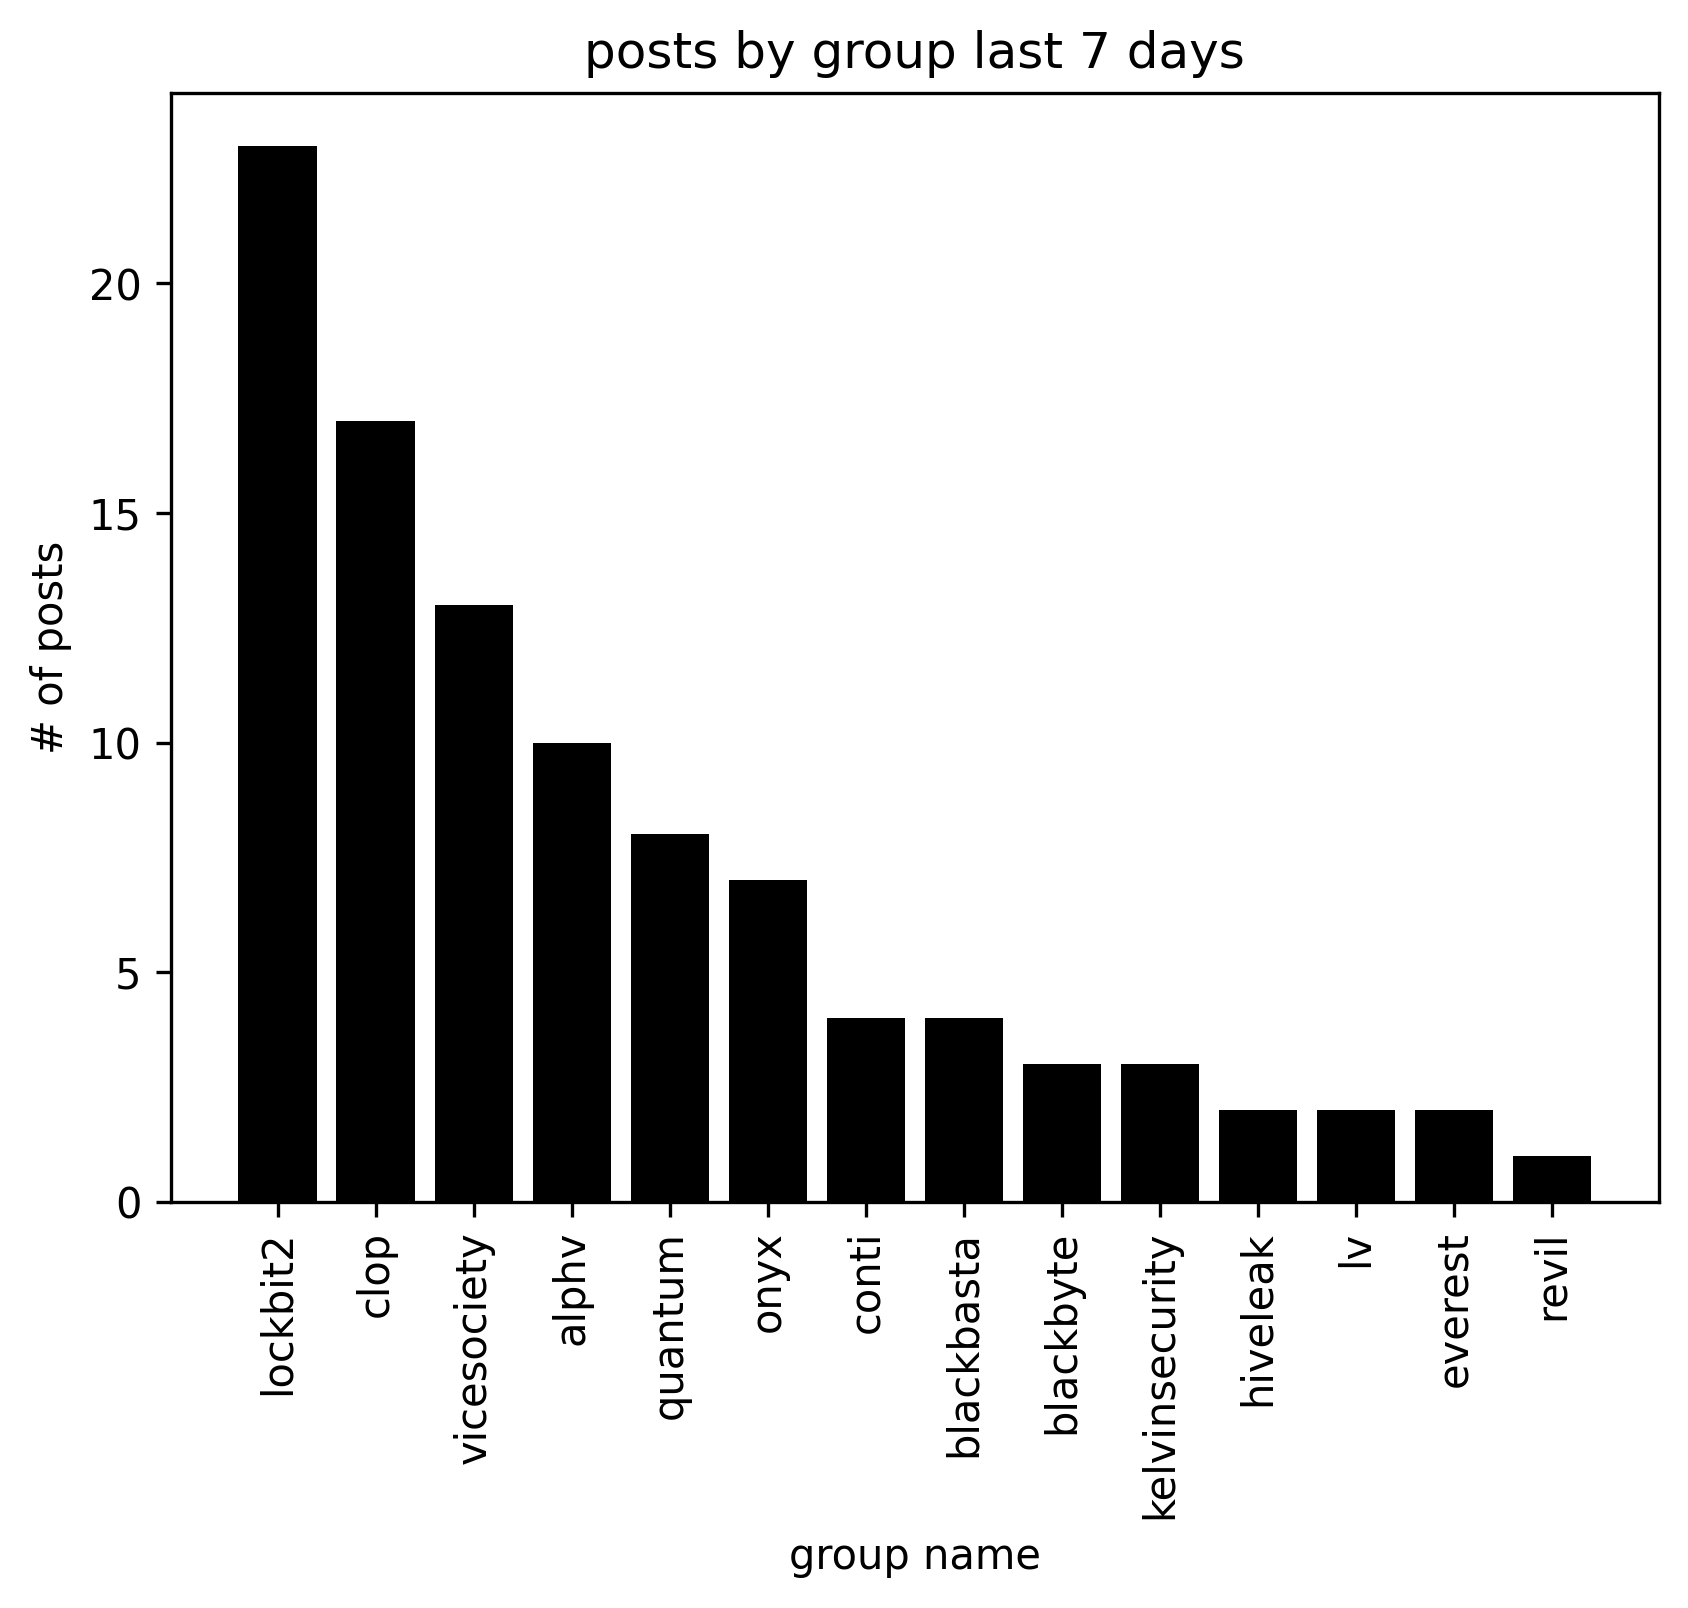 posts by group last 7 days
# of posts
20
15
10
5
0
lockbit2
clop
vicesociety
alphv
quantum
onyx
conti
blackbasta
blackbyte
kelvinsecurity
hiveleak
lv
everest
revil
group name